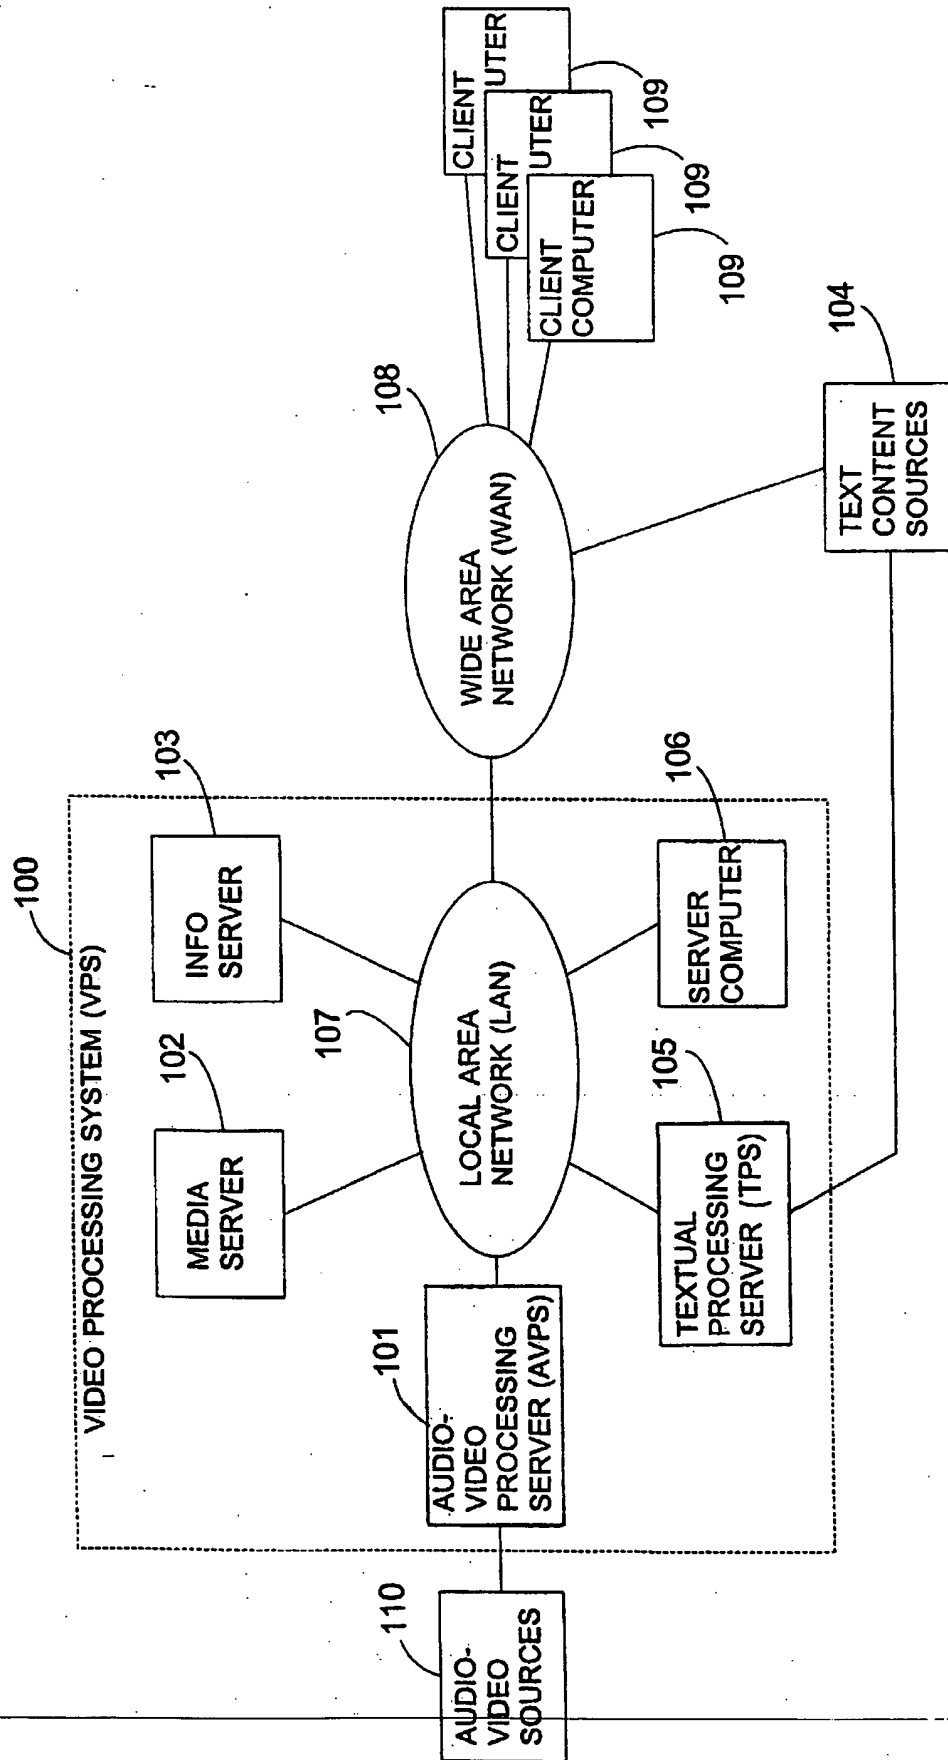 100
VIDEO PROCESSING SYSTEM (VPS)
102
MEDIA
SERVER
103
INFO
SERVER
110
AUDIO-
VIDEO
SOURCES
101
AUDIO-
VIDEO
PROCESSING
SERVER (AVPS)
107
LOCAL AREA
NETWORK (LAN)
108
WIDE AREA
NETWORK (WAN)
CLIENT
UTER
109
CLIENT
UTER
109
CLIENT
COMPUTER
109
105
TEXTUAL
PROCESSING
SERVER (TPS)
106
SERVER
COMPUTER
104
TEXT
CONTENT
SOURCES